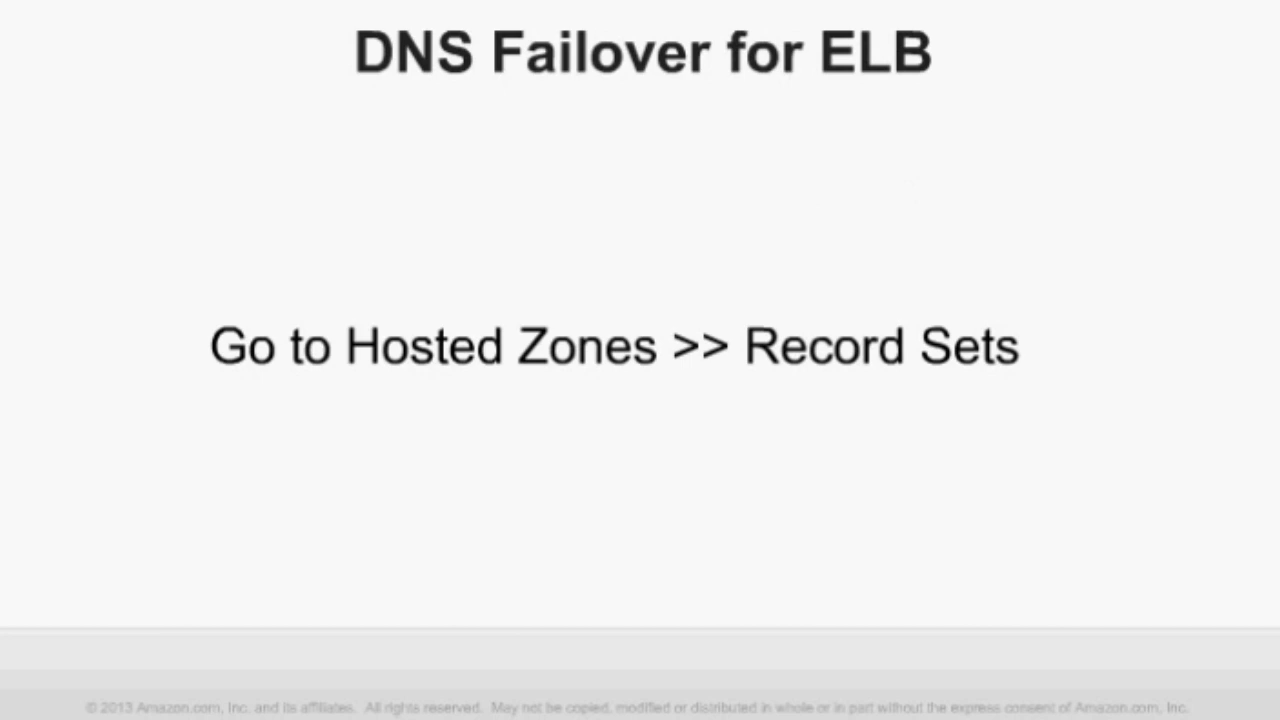 DNS Failover for ELB
Go to Hosted Zones >> Record Sets
© 2013 Amazon.com, Inc. and its affiliates. All rights reserved. May not be copied, modified or distributed in whole or in part without the express consent of Amazon.com, Inc.